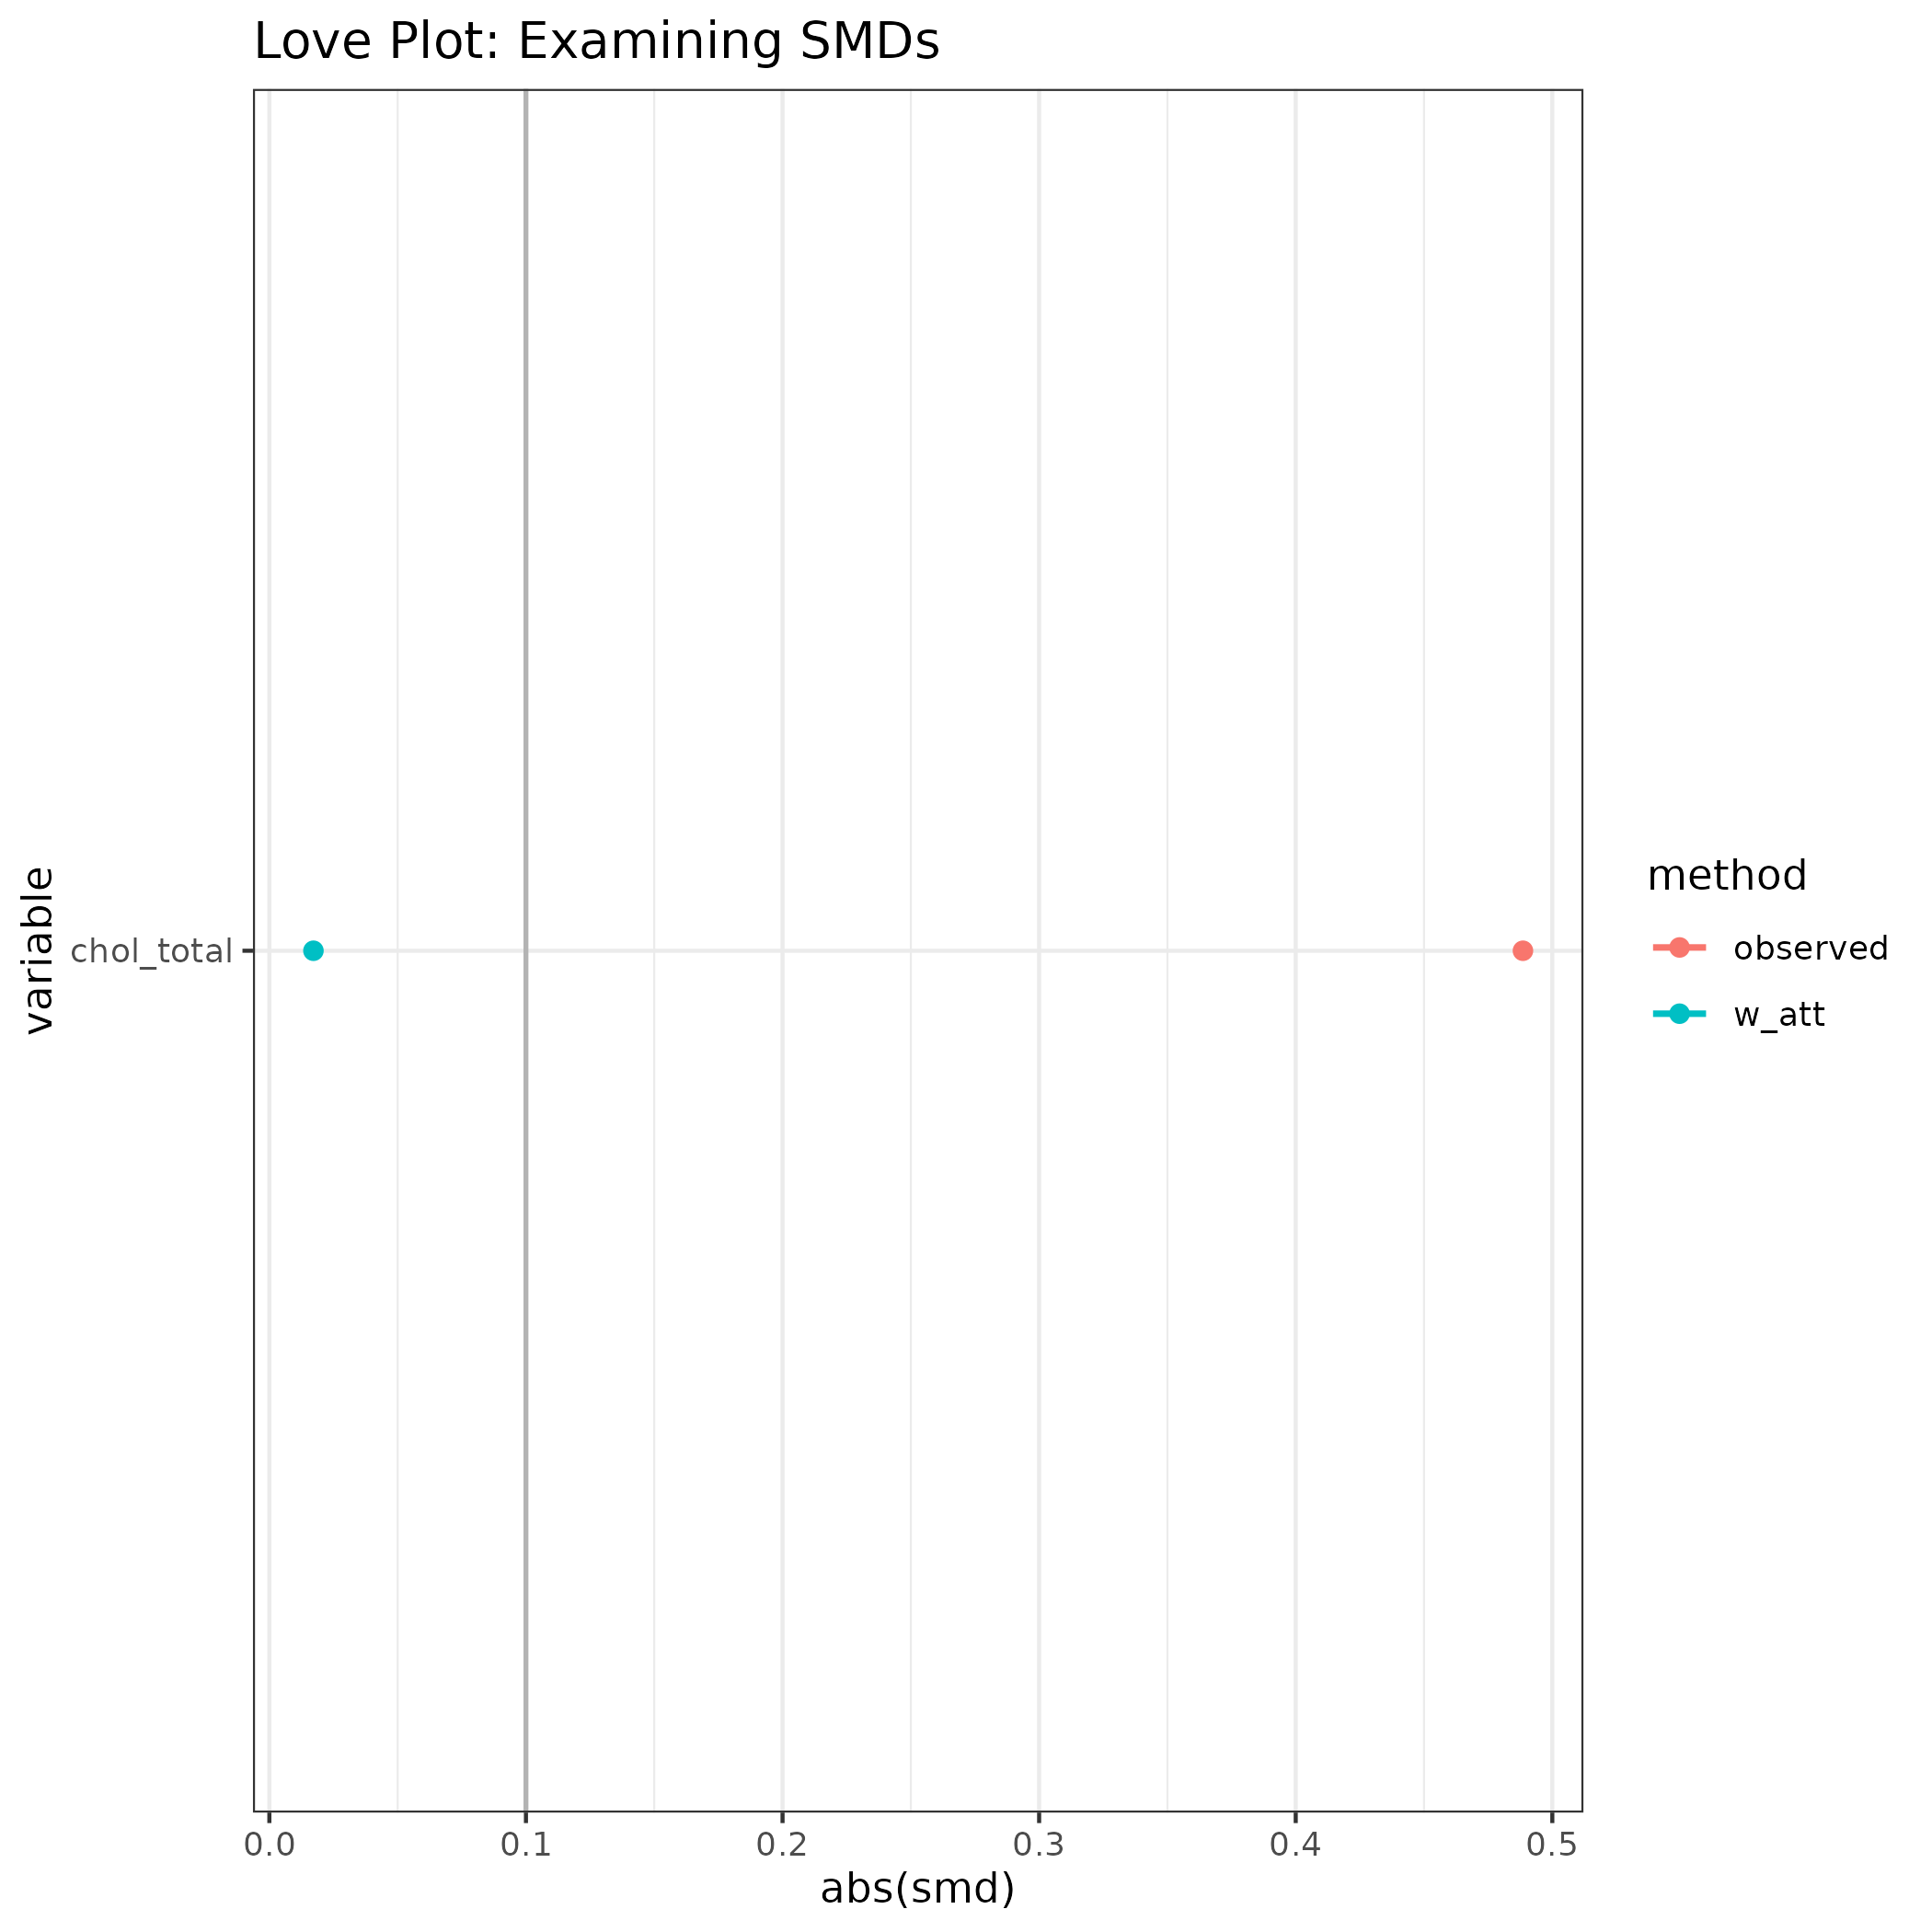 Love Plot: Examining SMDs
variable
chol_total
0.0
0.1
0.2
0.3
0.4
0.5
abs(smd)
method
observed
w_att